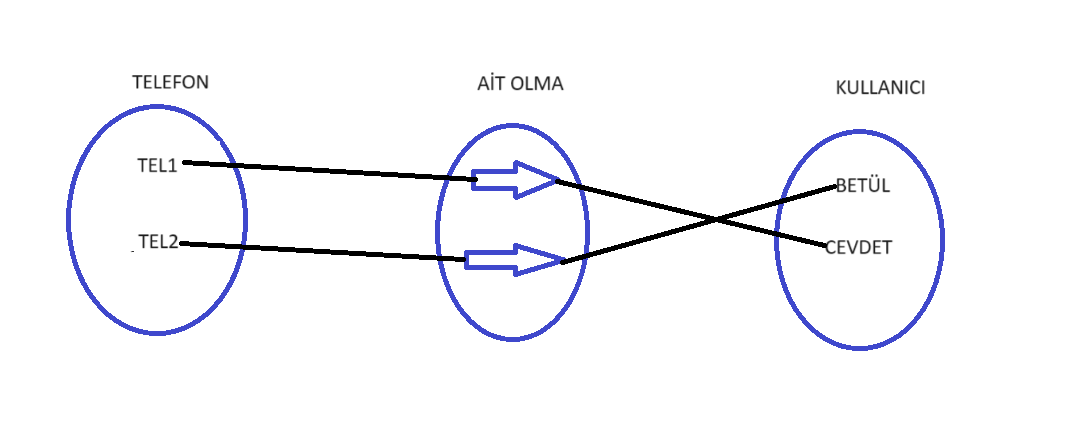 TELEFON
AİT OLMA
KULLANICI
TEL1
TEL2
BETÜL
CEVDET